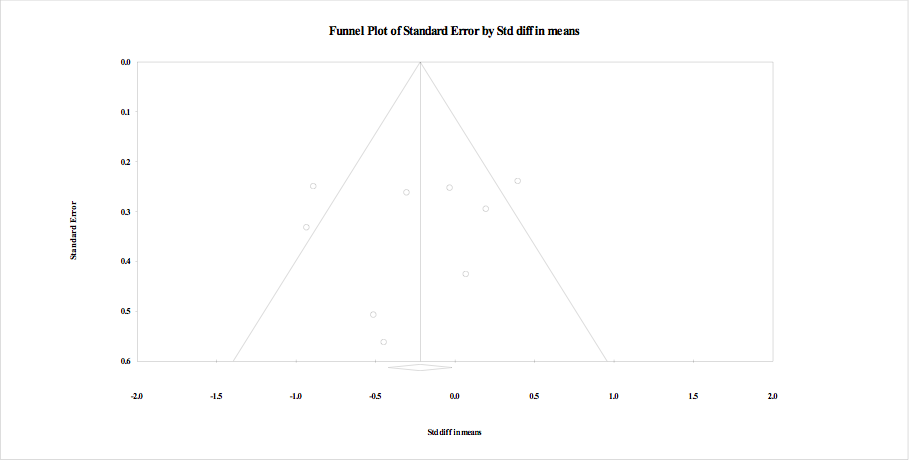 Funnel Plot of Standard Error by Std diff in means
0.0
0.1
0.2
0.3
0.4
0.5
0.6
Standard Error
-2.0 -1.5 -1.0 -0.5 0.0 0.5 1.0 1.5 2.0
Std diff in means